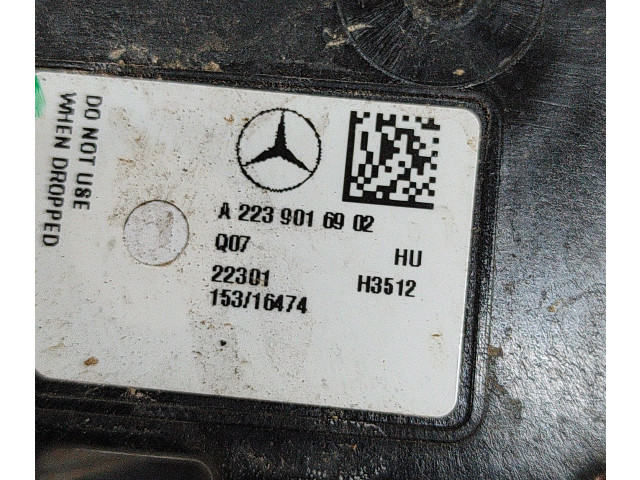 DO NOT USE
WHEN DROPPED
A 223 901 69 02
Q07
HU
22301
H3512
153/16474